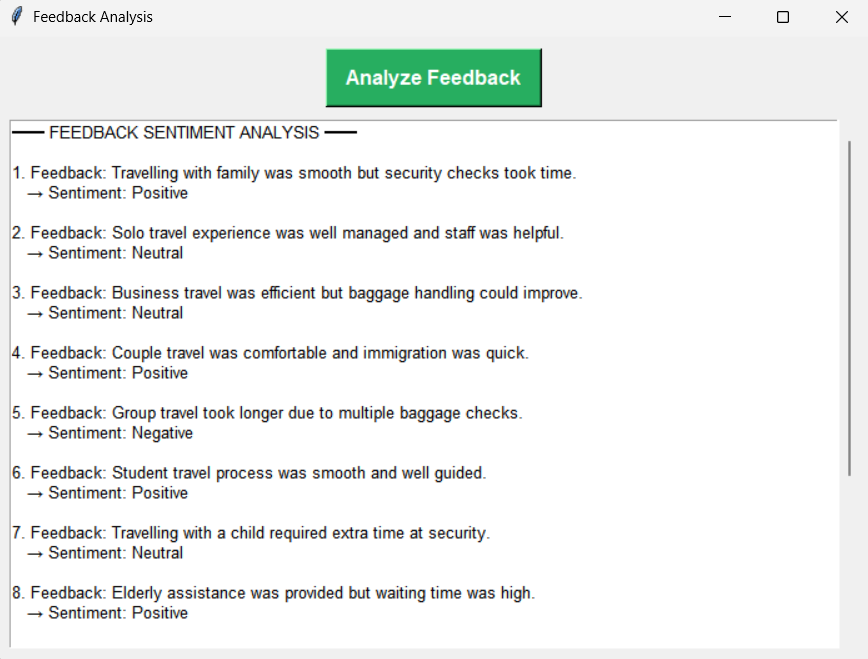 Feedback Analysis
Analyze Feedback
─── FEEDBACK SENTIMENT ANALYSIS ───
1. Feedback: Travelling with family was smooth but security checks took time.
→ Sentiment: Positive
2. Feedback: Solo travel experience was well managed and staff was helpful.
→ Sentiment: Neutral
3. Feedback: Business travel was efficient but baggage handling could improve.
→ Sentiment: Neutral
4. Feedback: Couple travel was comfortable and immigration was quick.
→ Sentiment: Positive
5. Feedback: Group travel took longer due to multiple baggage checks.
→ Sentiment: Negative
6. Feedback: Student travel process was smooth and well guided.
→ Sentiment: Positive
7. Feedback: Travelling with a child required extra time at security.
→ Sentiment: Neutral
8. Feedback: Elderly assistance was provided but waiting time was high.
→ Sentiment: Positive